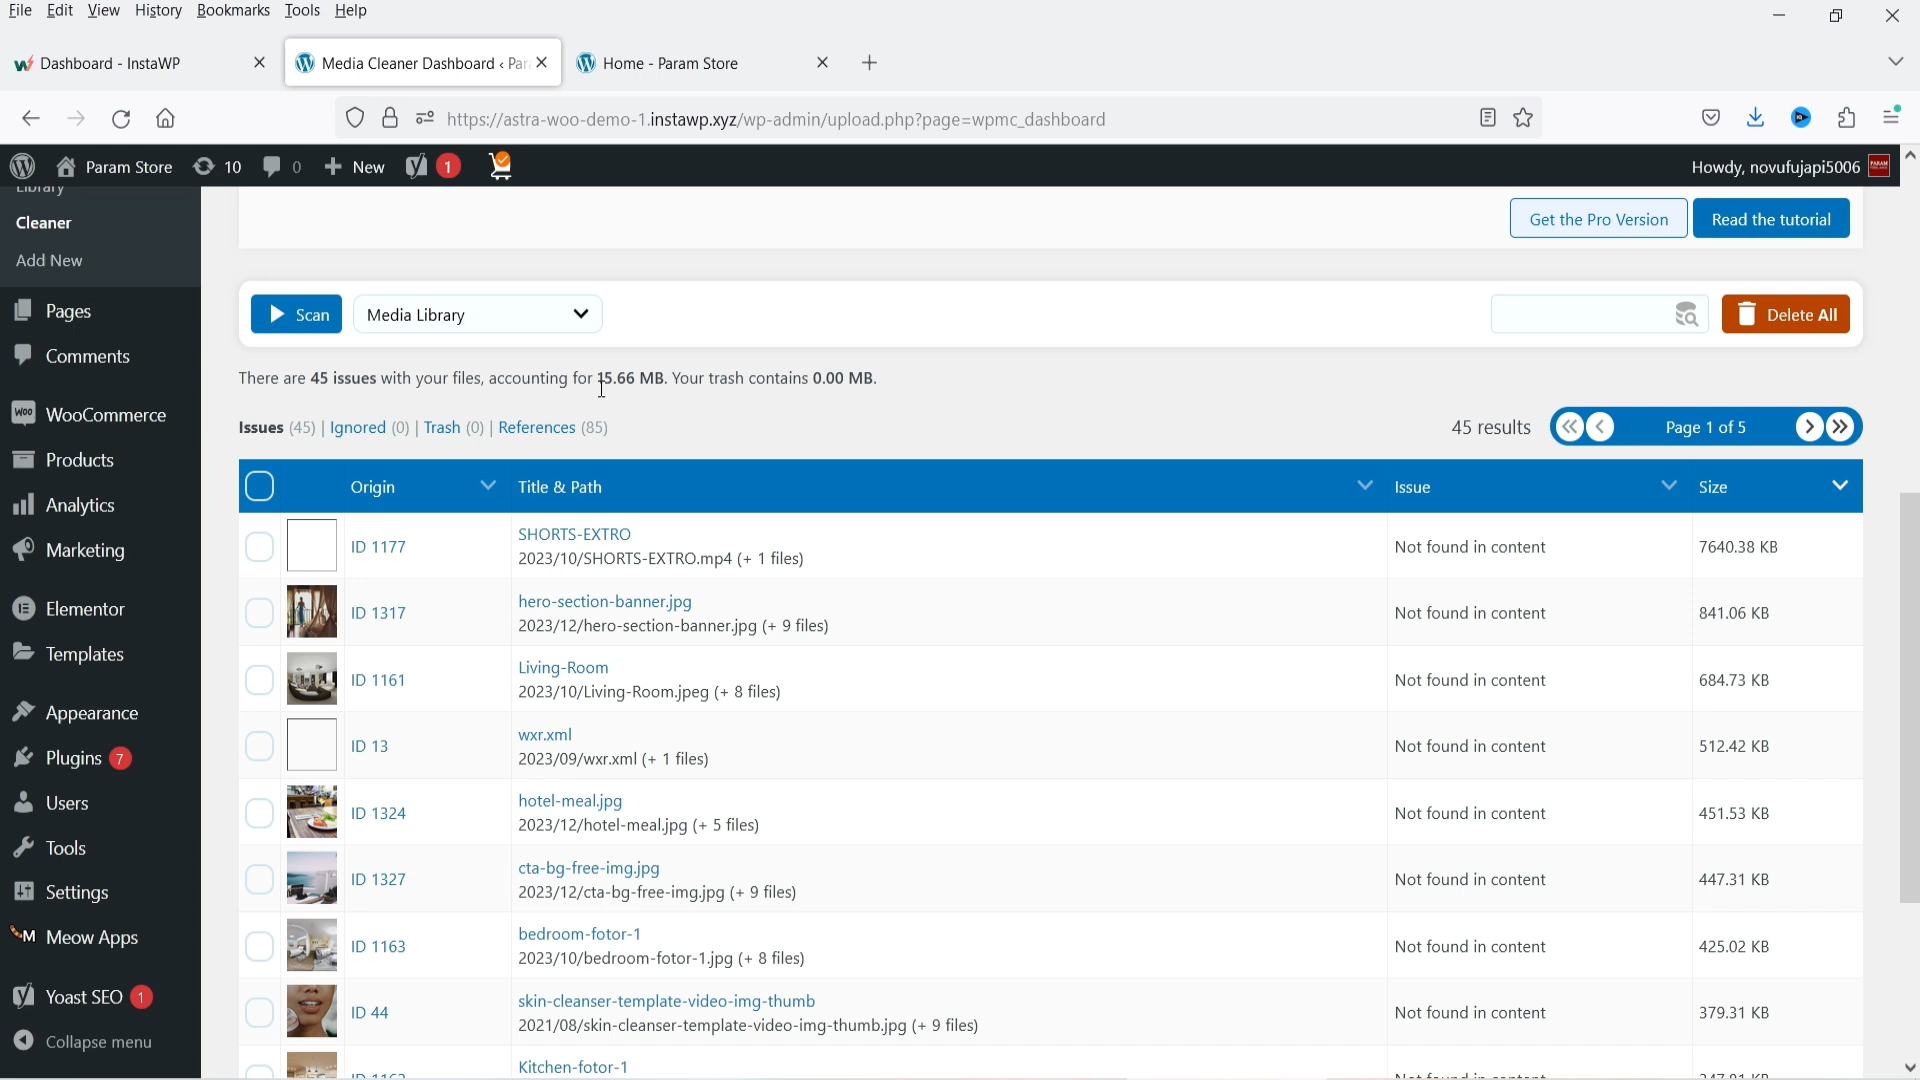 File Edit View History Bookmarks Tools Help
Dashboard - InstaWP
Media Cleaner Dashboard ‹ Par
Home - Param Store
https://astra-woo-demo-1.instawp.xyz/wp-admin/upload.php?page=wpmc_dashboard
Param Store 10 0 New 1
Howdy, novufujapi5006
Library
Cleaner
Add New
Pages
Comments
WooCommerce
Products
Analytics
Marketing
Elementor
Templates
Appearance
Plugins 7
Users
Tools
Settings
Meow Apps
Yoast SEO 1
Collapse menu
Get the Pro Version
Read the tutorial
Scan
Media Library
Delete All
There are 45 issues with your files, accounting for 15.66 MB. Your trash contains 0.00 MB.
Issues (45) | Ignored (0) | Trash (0) | References (85)
45 results
Page 1 of 5
Origin Title & Path Issue Size
SHORTS-EXTRO
ID 1177 Not found in content 7640.38 KB
2023/10/SHORTS-EXTRO.mp4 (+ 1 files)
hero-section-banner.jpg
ID 1317 Not found in content 841.06 KB
2023/12/hero-section-banner.jpg (+ 9 files)
Living-Room
ID 1161 Not found in content 684.73 KB
2023/10/Living-Room.jpeg (+ 8 files)
wxr.xml
ID 13 Not found in content 512.42 KB
2023/09/wxr.xml (+ 1 files)
hotel-meal.jpg
ID 1324 Not found in content 451.53 KB
2023/12/hotel-meal.jpg (+ 5 files)
cta-bg-free-img.jpg
ID 1327 Not found in content 447.31 KB
2023/12/cta-bg-free-img.jpg (+ 9 files)
bedroom-fotor-1
ID 1163 Not found in content 425.02 KB
2023/10/bedroom-fotor-1.jpg (+ 8 files)
skin-cleanser-template-video-img-thumb
ID 44 Not found in content 379.31 KB
2021/08/skin-cleanser-template-video-img-thumb.jpg (+ 9 files)
Kitchen-fotor-1